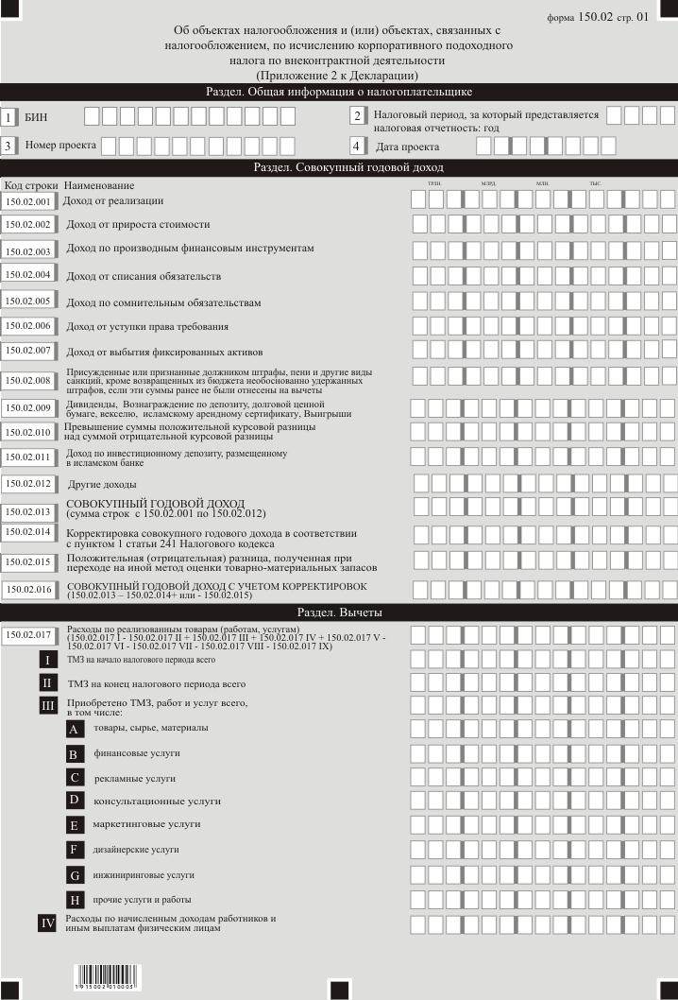 форма 150.02 стр. 01
Об объектах налогообложения и (или) объектах, связанных с
налогообложением, по исчислению корпоративного подоходного
налога по внеконтрактной деятельности
(Приложение 2 к Декларации)
Раздел. Общая информация о налогоплательщике
1 БИН
2 Налоговый период, за который представляется
налоговая отчетность: год
3 Номер проекта
4 Дата проекта
Раздел. Совокупный годовой доход
Код строки Наименование
ТРЛН. МЛРД. МЛН. ТЫС.
150.02.001 Доход от реализации
150.02.002 Доход от прироста стоимости
150.02.003 Доход по производным финансовым инструментам
150.02.004 Доход от списания обязательств
150.02.005 Доход по сомнительным обязательствам
150.02.006 Доход от уступки права требования
150.02.007 Доход от выбытия фиксированных активов
150.02.008 Присужденные или признанные должником штрафы, пени и другие виды
санкций, кроме возвращенных из бюджета необоснованно удержанных
штрафов, если эти суммы ранее не были отнесены на вычеты
150.02.009 Дивиденды, Вознаграждение по депозиту, долговой ценной
бумаге, векселю, исламскому арендному сертификату, Выигрыши
150.02.010 Превышение суммы положительной курсовой разницы
над суммой отрицательной курсовой разницы
150.02.011 Доход по инвестиционному депозиту, размещенному
в исламском банке
150.02.012 Другие доходы
150.02.013 СОВОКУПНЫЙ ГОДОВОЙ ДОХОД
(сумма строк с 150.02.001 по 150.02.012)
150.02.014 Корректировка совокупного годового дохода в соответствии
с пунктом 1 статьи 241 Налогового кодекса
150.02.015 Положительная (отрицательная) разница, полученная при
переходе на иной метод оценки товарно-материальных запасов
150.02.016 СОВОКУПНЫЙ ГОДОВОЙ ДОХОД С УЧЕТОМ КОРРЕКТИРОВОК
(150.02.013 – 150.02.014+ или - 150.02.015)
Раздел. Вычеты
150.02.017 Расходы по реализованным товарам (работам, услугам)
(150.02.017 I - 150.02.017 II + 150.02.017 III + 150.02.017 IV + 150.02.017 V -
- 150.02.017 VI - 150.02.017 VII - 150.02.017 VIII - 150.02.017 IX)
I ТМЗ на начало налогового периода всего
II ТМЗ на конец налогового периода всего
III Приобретено ТМЗ, работ и услуг всего,
в том числе:
A товары, сырье, материалы
B финансовые услуги
C рекламные услуги
D консультационные услуги
E маркетинговые услуги
F дизайнерские услуги
G инжиниринговые услуги
H прочие услуги и работы
IV Расходы по начисленным доходам работников и
иным выплатам физическим лицам
1915002010003